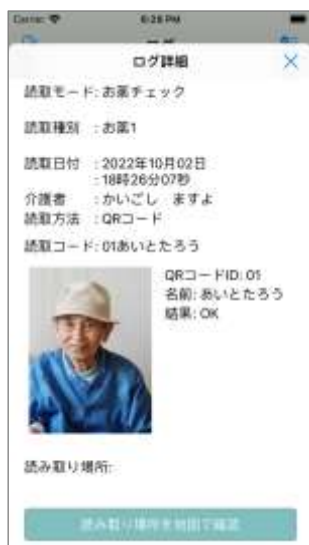 Carrier 6:26 PM
ログ詳細
読取モード: お薬チェック
読取種別 : お薬1
読取日付 : 2022年10月02日
: 18時26分07秒
介護者 : かいごし ますよ
読取方法 : QRコード
読取コード: 01あいとたろう
QRコードID: 01
名前: あいとたろう
結果: OK
読み取り場所:
読み取り場所を地図で確認